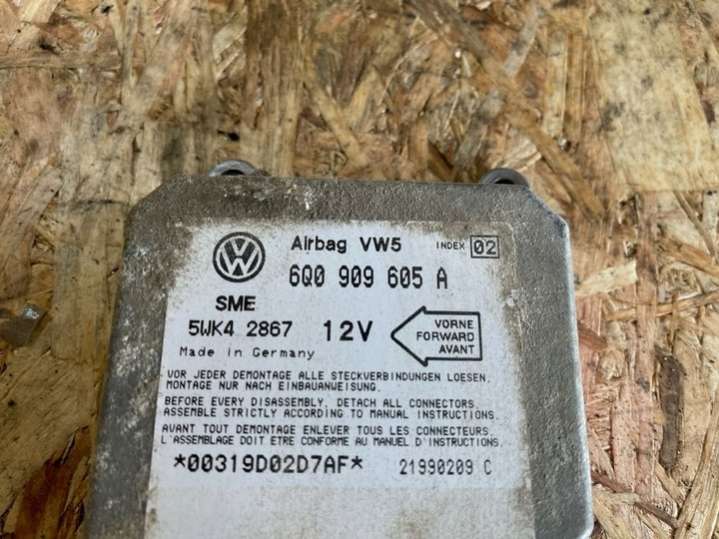 Airbag VW5 INDEX 02
6Q0 909 605 A
SME
5WK4 2867 12V
VORNE
FORWARD
AVANT
Made in Germany
VOR JEDER DEMONTAGE ALLE STECKVERBINDUNGEN LOESEN.
MONTAGE NUR NACH EINBAUANWEISUNG.
BEFORE EVERY DISASSEMBLY, DETACH ALL CONNECTORS.
ASSEMBLE STRICTLY ACCORDING TO MANUAL INSTRUCTIONS.
AVANT TOUT DEMONTAGE ENLEVER TOUS LES CONNECTEURS
L'ASSEMBLAGE DOIT ETRE CONFORME AU MANUEL D'INSTRUCTIONS.
*00319D02D7AF* 21990209 C